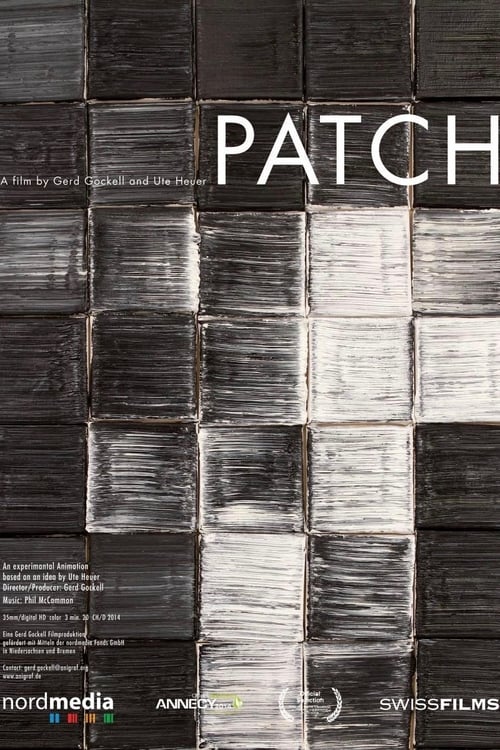 PATCH
A film by Gerd Gockell and Ute Heuer
An experimantal Animation
based on an idea by Ute Heuer
Director/Producer: Gerd Gockell
Music: Phil McCammon
35mm/digital HD color 3 min. 20 CH/D 2014
Eine Gerd Gockell Filmproduktion
gefördert mit Mitteln der nordmedia Fonds GmbH
in Niedersachsen und Bremen
Contact: gerd.gockell@anigraf.org
www.anigraf.de
nordmedia
ANNECY
Official
Selection
SWISSFILMS